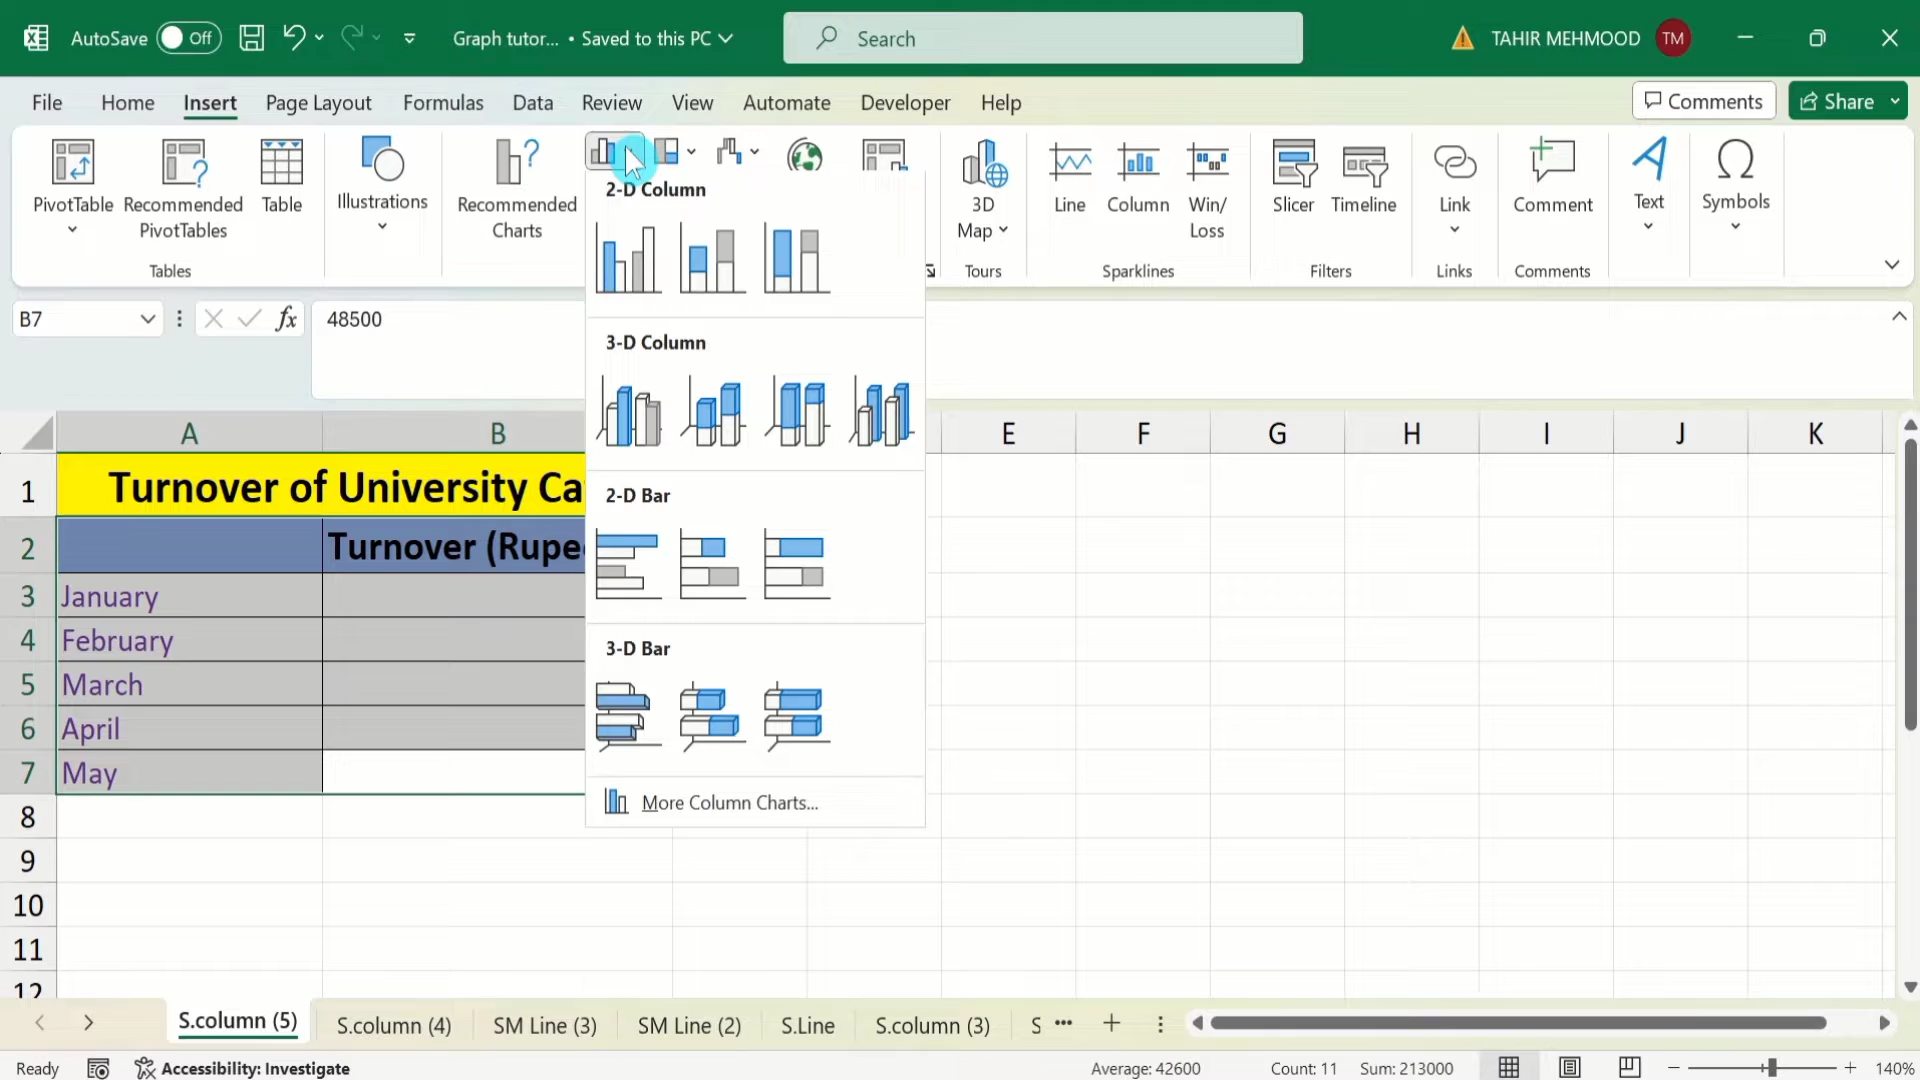 AutoSave Off Graph tutor... • Saved to this PC Search TAHIR MEHMOOD TM
File Home Insert Page Layout Formulas Data Review View Automate Developer Help Comments Share
PivotTable Recommended PivotTables Table Illustrations Recommended Charts 3D Map Line Column Win/Loss Slicer Timeline Link Comment Text Symbols
Tables Tours Sparklines Filters Links Comments
2-D Column
3-D Column
2-D Bar
3-D Bar
More Column Charts...
B7 fx 48500
A B E F G H I J K
1 Turnover of University Ca
2 Turnover (Rupe
3 January
4 February
5 March
6 April
7 May
8
9
10
11
12
S.column (5) S.column (4) SM Line (3) SM Line (2) S.Line S.column (3) S ...
Ready Accessibility: Investigate Average: 42600 Count: 11 Sum: 213000 140%